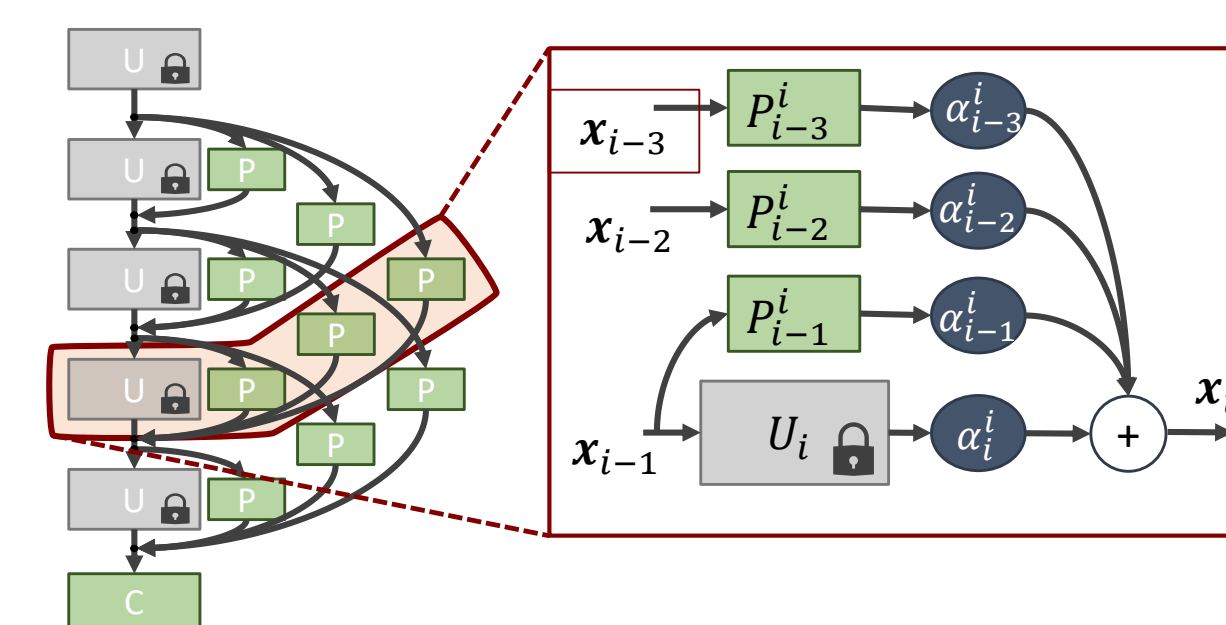 U
U
P
P
U
P
P
P
U
P
P
P
U
P
C
x_{i-3}
P^i_{i-3}
α^i_{i-3}
x_{i-2}
P^i_{i-2}
α^i_{i-2}
P^i_{i-1}
α^i_{i-1}
x_{i-1}
U_i
α^i_i
+
x_i